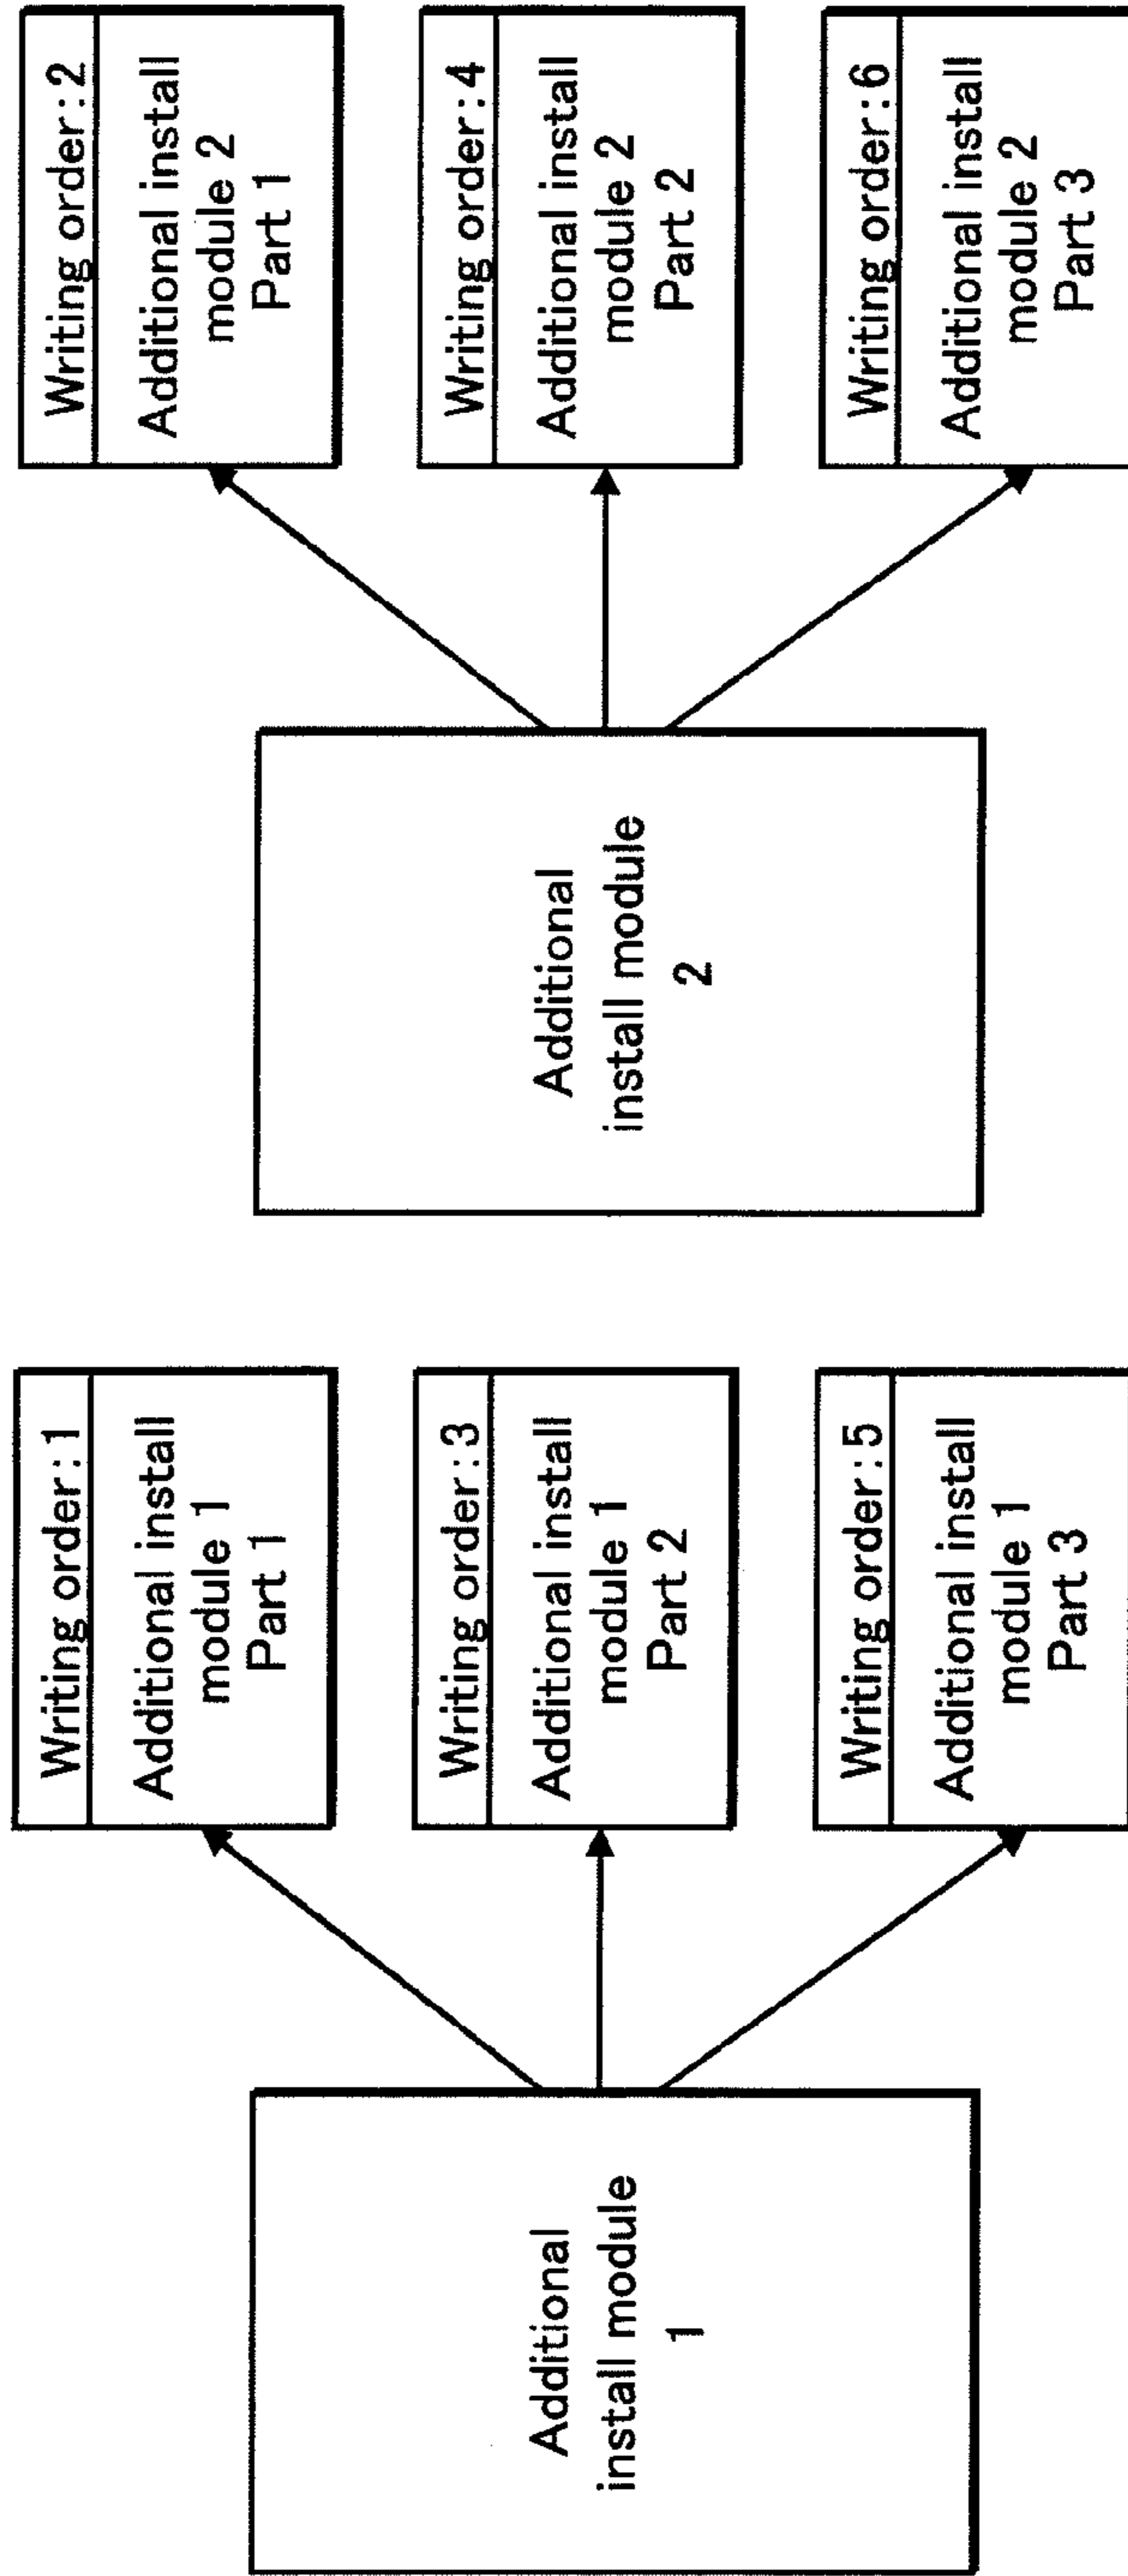 Additional
install module
1
Writing order:1
Additional install
module 1
Part 1
Writing order:3
Additional install
module 1
Part 2
Writing order:5
Additional install
module 1
Part 3
Additional
install module
2
Writing order:2
Additional install
module 2
Part 1
Writing order:4
Additional install
module 2
Part 2
Writing order:6
Additional install
module 2
Part 3